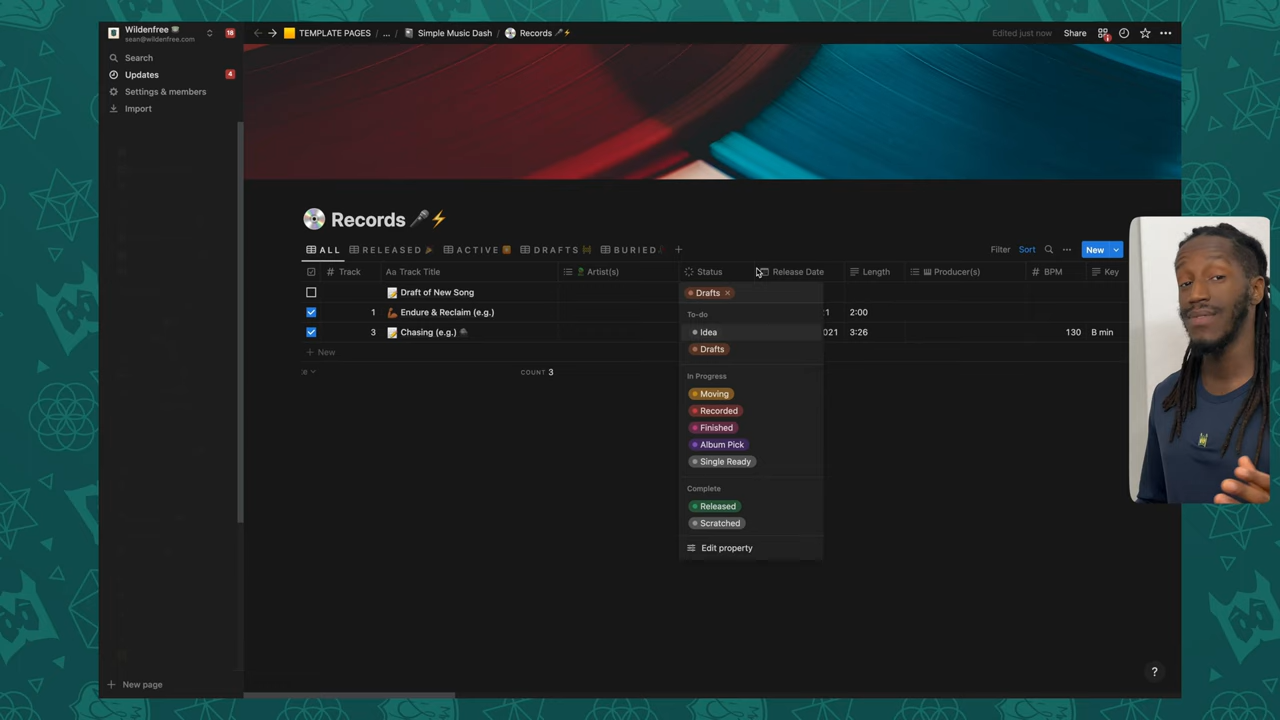 Wildenfree
sean@wildenfree.com
18
TEMPLATE PAGES / ... / Simple Music Dash / Records
Edited just now
Share
Search
Updates 4
Settings & members
Import
Records
ALL RELEASED ACTIVE DRAFTS BURIED
Filter Sort New
Track Aa Track Title Artist(s) Status Release Date Length Producer(s) BPM Key
Draft of New Song Drafts ×
1 Endure & Reclaim (e.g.) 2:00
3 Chasing (e.g.) 021 3:26 130 B min
+ New
COUNT 3
To-do
Idea
Drafts
In Progress
Moving
Recorded
Finished
Album Pick
Single Ready
Complete
Released
Scratched
Edit property
+ New page
?